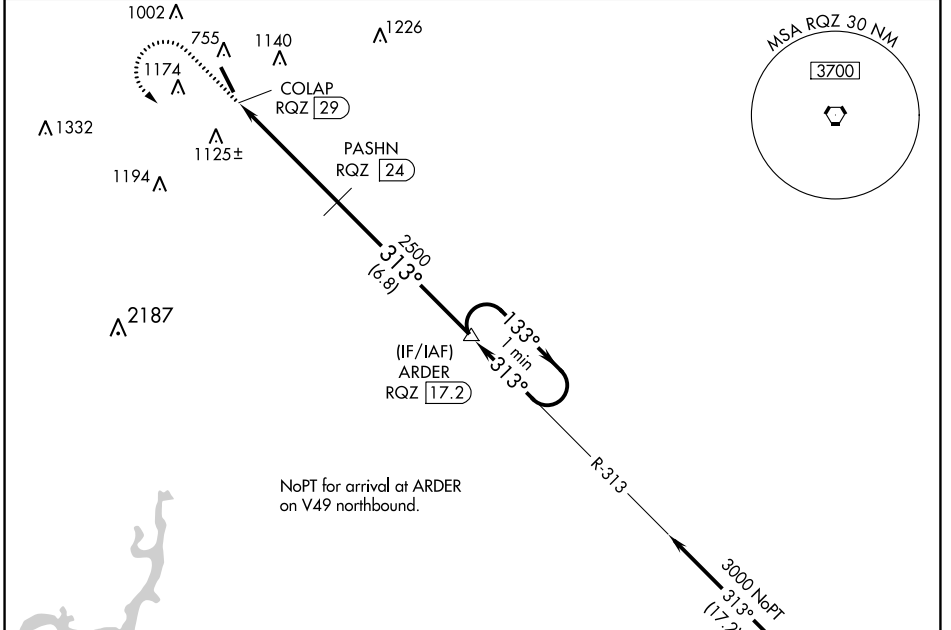 1002
755
1140
1226
1174
COLAP
RQZ 29
1332
1125±
1194
PASHN
RQZ 24
MSA RQZ 30 NM
3700
2500
313°
(6.8)
2187
133°
1 min
313°
(IF/IAF)
ARDER
RQZ 17.2
R-313
NoPT for arrival at ARDER
on V49 northbound.
3000 NoPT
313°
(17.2)